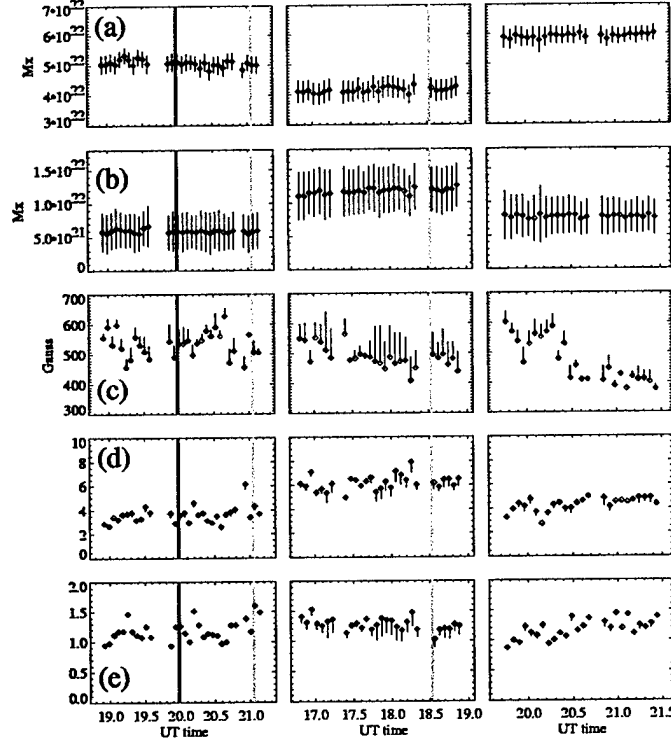 7•10²²
6•10²²
5•10²²
4•10²²
3•10²²
Mx
(a)
1.5•10²²
1.0•10²²
5.0•10²¹
0
Mx
(b)
700
600
500
400
300
Gauss
(c)
10
8
6
4
2
0
(d)
2.0
1.5
1.0
0.5
0.0
(e)
19.0 19.5 20.0 20.5 21.0
UT time
17.0 17.5 18.0 18.5 19.0
UT time
20.0 20.5 21.0 21.5
UT time